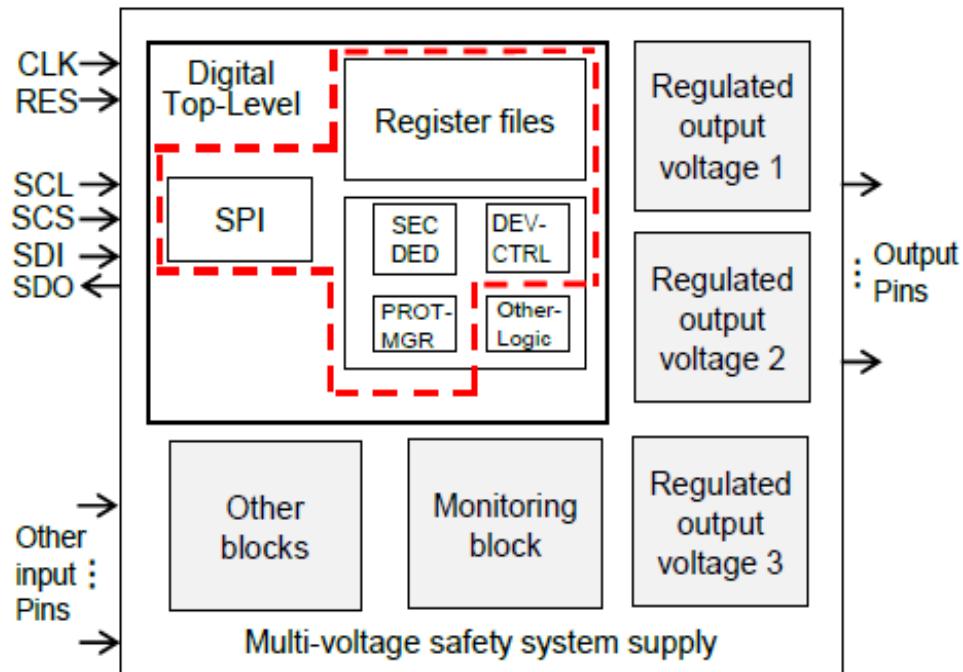 CLK
RES
SCL
SCS
SDI
SDO
Digital
Top-Level
Register files
SPI
SEC
DED
DEV-
CTRL
PROT-
MGR
Other-
Logic
Regulated
output
voltage 1
Regulated
output
voltage 2
Regulated
output
voltage 3
Output
Pins
Other
blocks
Monitoring
block
Other
input
Pins
Multi-voltage safety system supply